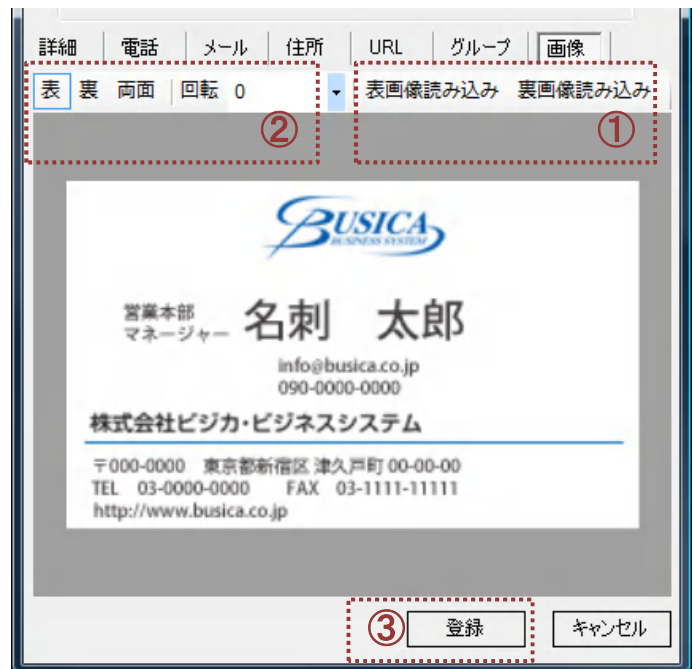 詳細 電話 メール 住所 URL グループ 画像
表 裏 両面 回転 0 表画像読み込み 裏画像読み込み
② ①
BUSICA
BUSINESS SYSTEM
営業本部
マネージャー 名刺 太郎
info@busica.co.jp
090-0000-0000
株式会社ビジカ・ビジネスシステム
〒000-0000 東京都新宿区 津久戸町 00-00-00
TEL 03-0000-0000 FAX 03-1111-11111
http://www.busica.co.jp
③ 登録 キャンセル